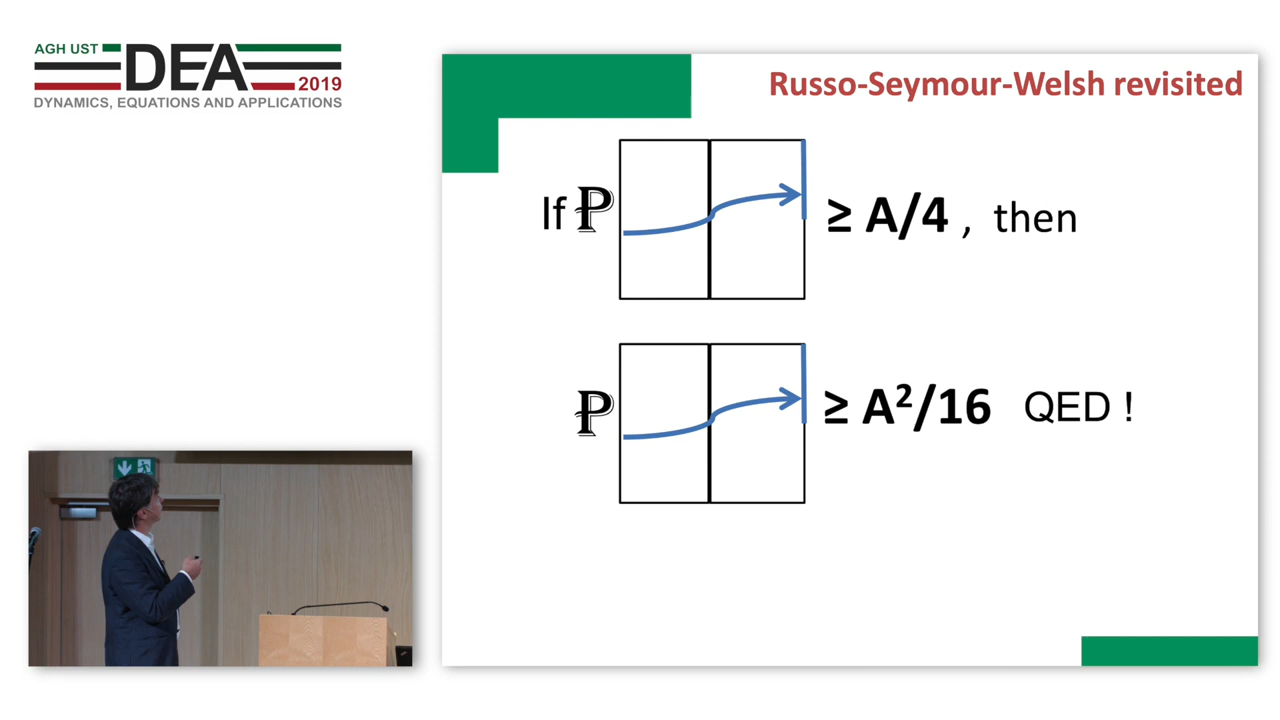 AGH UST
DEA
2019
DYNAMICS, EQUATIONS AND APPLICATIONS
Russo-Seymour-Welsh revisited
If ℙ ≥ A/4 , then
ℙ ≥ A²/16 QED !